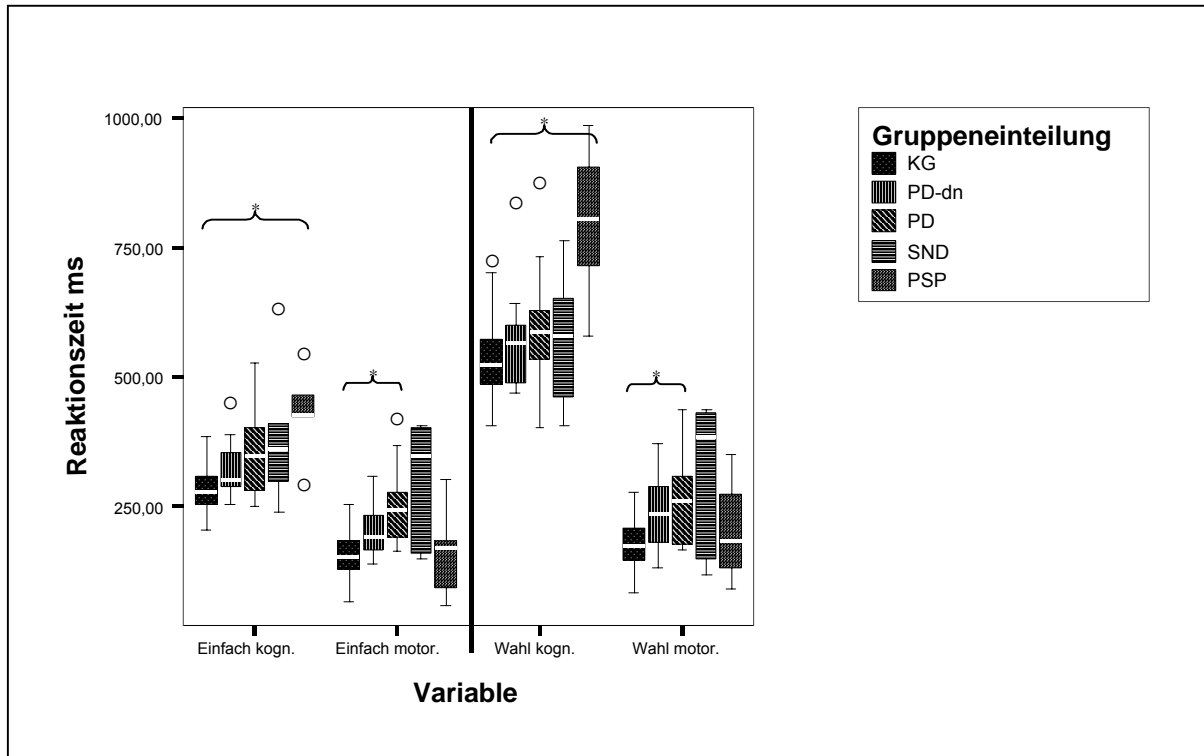 1000,00
750,00
500,00
250,00
Reaktionszeit ms
*
*
*
*
Einfach kogn.
Einfach motor.
Wahl kogn.
Wahl motor.
Variable
Gruppeneinteilung
KG
PD-dn
PD
SND
PSP